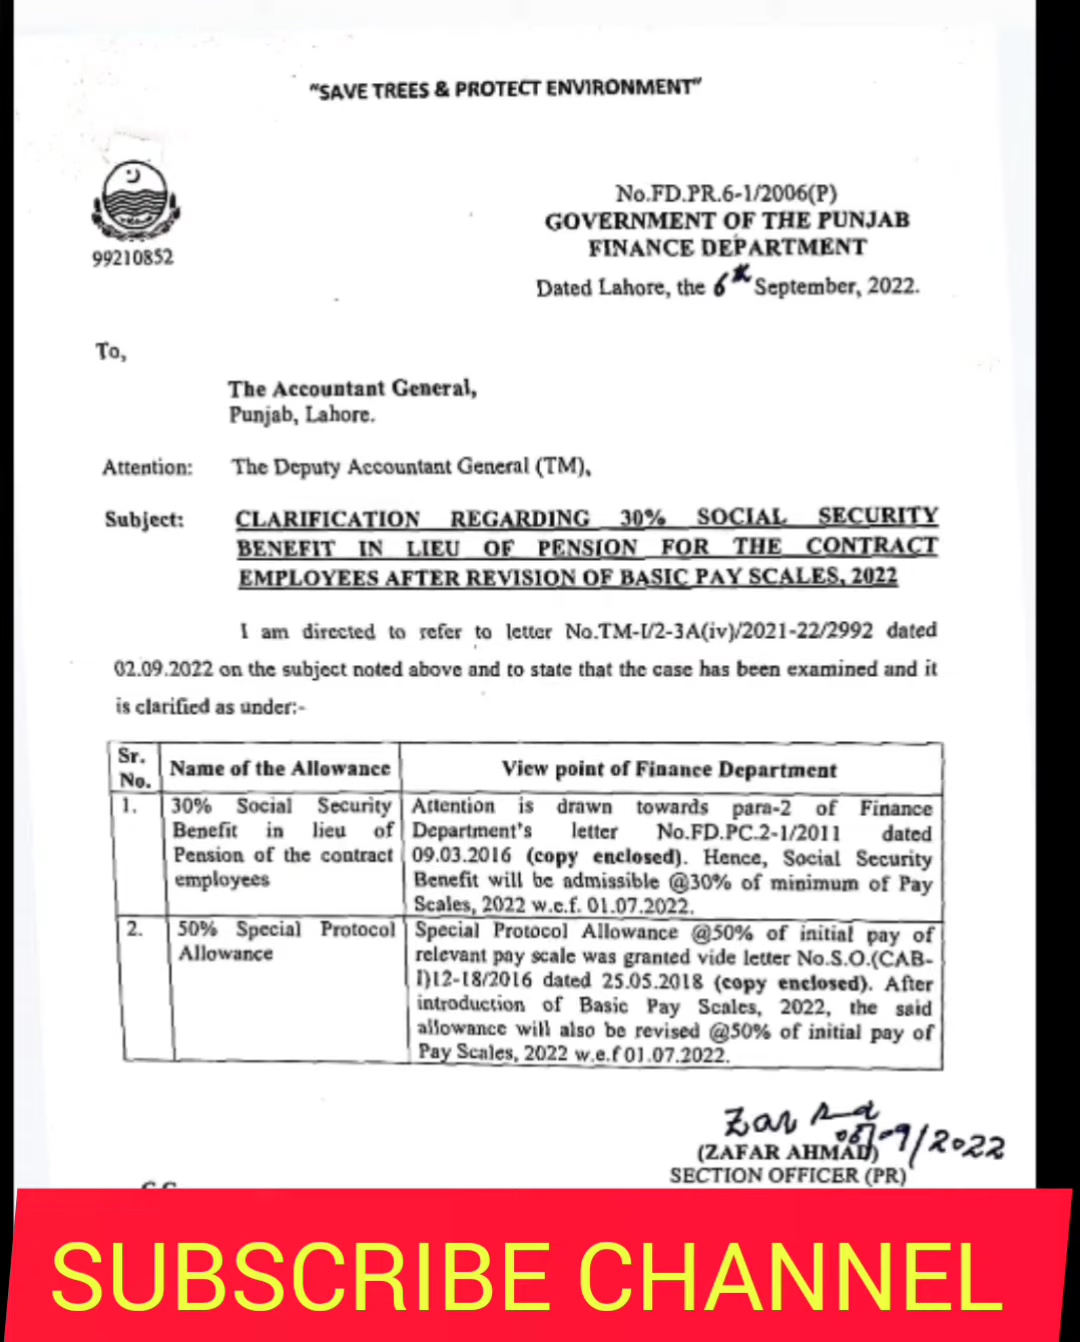 "SAVE TREES & PROTECT ENVIRONMENT"
99210852
No.FD.PR.6-1/2006(P)
GOVERNMENT OF THE PUNJAB
FINANCE DEPARTMENT
Dated Lahore, the 6th September, 2022.
To,
The Accountant General,
Punjab, Lahore.
Attention: The Deputy Accountant General (TM),
Subject: CLARIFICATION REGARDING 30% SOCIAL SECURITY
BENEFIT IN LIEU OF PENSION FOR THE CONTRACT
EMPLOYEES AFTER REVISION OF BASIC PAY SCALES, 2022
I am directed to refer to letter No.TM-I/2-3A(iv)/2021-22/2992 dated
02.09.2022 on the subject noted above and to state that the case has been examined and it
is clarified as under:-
Sr.
No.
Name of the Allowance
View point of Finance Department
1.
30% Social Security
Benefit in lieu of
Pension of the contract
employees
Attention is drawn towards para-2 of Finance
Department's letter No.FD.PC.2-1/2011 dated
09.03.2016 (copy enclosed). Hence, Social Security
Benefit will be admissible @30% of minimum of Pay
Scales, 2022 w.e.f. 01.07.2022.
2.
50% Special Protocol
Allowance
Special Protocol Allowance @50% of initial pay of
relevant pay scale was granted vide letter No.S.O.(CAB-
I)12-18/2016 dated 25.05.2018 (copy enclosed). After
introduction of Basic Pay Scales, 2022, the said
allowance will also be revised @50% of initial pay of
Pay Scales, 2022 w.e.f 01.07.2022.
06-09/2022
(ZAFAR AHMAD)
SECTION OFFICER (PR)
SUBSCRIBE CHANNEL